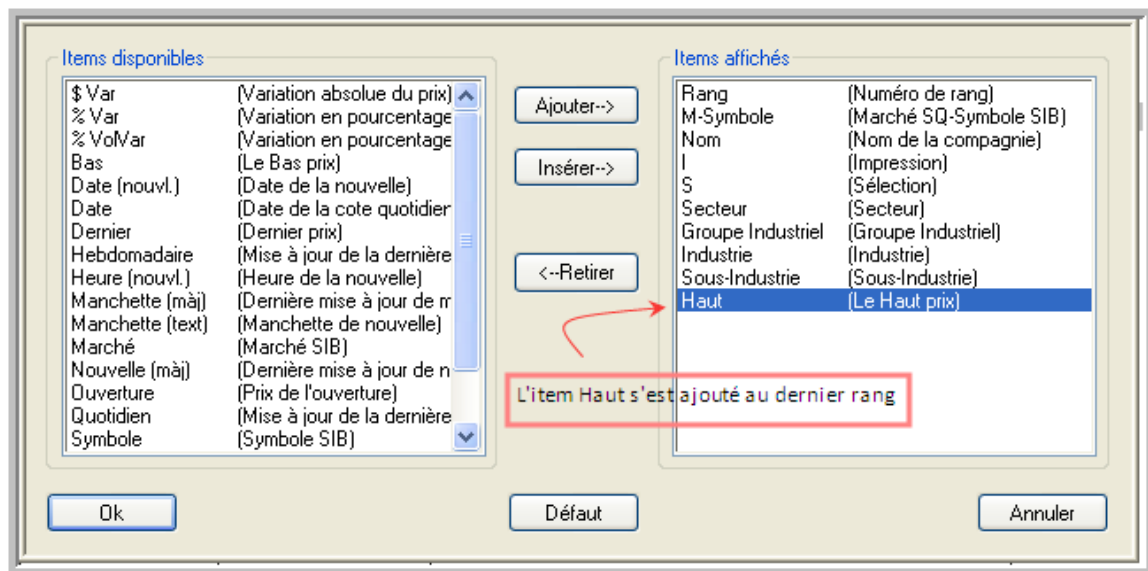 Items disponibles
$ Var (Variation absolue du prix)
% Var (Variation en pourcentage
% VolVar (Variation en pourcentage
Bas (Le Bas prix)
Date (nouvl.) (Date de la nouvelle)
Date (Date de la cote quotidier
Dernier (Dernier prix)
Hebdomadaire (Mise à jour de la dernière
Heure (nouvl.) (Heure de la nouvelle)
Manchette (màj) (Dernière mise à jour de m
Manchette (text) (Manchette de nouvelle)
Marché (Marché SIB)
Nouvelle (màj) (Dernière mise à jour de n
Ouverture (Prix de l'ouverture)
Quotidien (Mise à jour de la dernière
Symbole (Symbole SIB)
Ajouter-->
Insérer-->
<--Retirer
Items affichés
Rang (Numéro de rang)
M-Symbole (Marché SQ-Symbole SIB)
Nom (Nom de la compagnie)
I (Impression)
S (Sélection)
Secteur (Secteur)
Groupe Industriel (Groupe Industriel)
Industrie (Industrie)
Sous-Industrie (Sous-Industrie)
Haut (Le Haut prix)
L'item Haut s'est ajouté au dernier rang
Ok
Défaut
Annuler